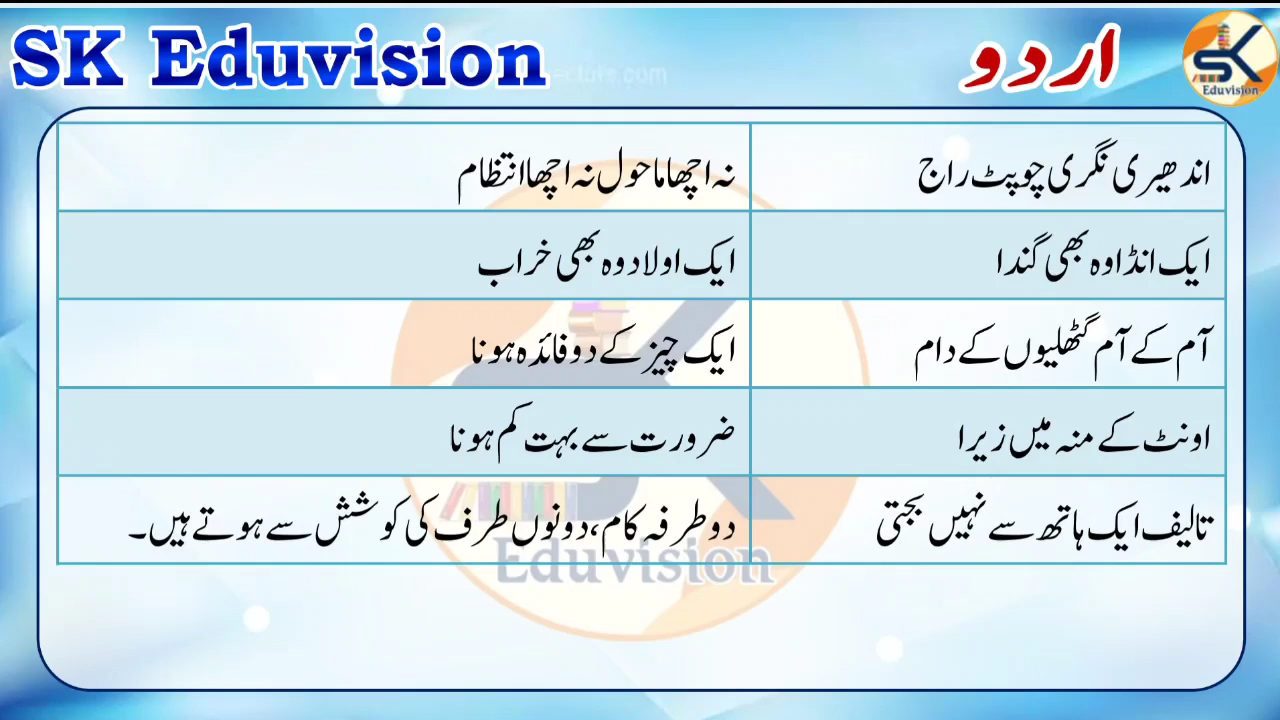 SK Eduvision
اردو
SK
Eduvision
اندھیری نگری چوپٹ راج
نہ اچھا ماحول نہ اچھا انتظام
ایک انڈا وہ بھی گندا
ایک اولاد وہ بھی خراب
آم کے آم گٹھلیوں کے دام
ایک چیز کے دو فائدہ ہونا
اونٹ کے منہ میں زیرا
ضرورت سے بہت کم ہونا
تالیف ایک ہاتھ سے نہیں بجتی
دو طرفہ کام، دونوں طرف کی کوشش سے ہوتے ہیں۔
SK
Eduvision